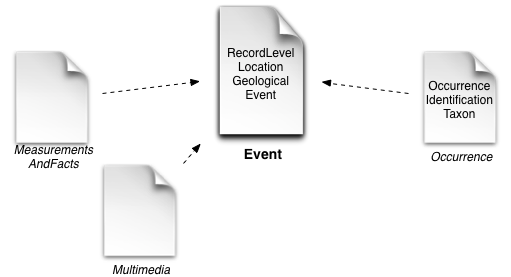 RecordLevel
Location
Geological
Event
Event
Occurrence
Identification
Taxon
Occurrence
Measurements
AndFacts
Multimedia